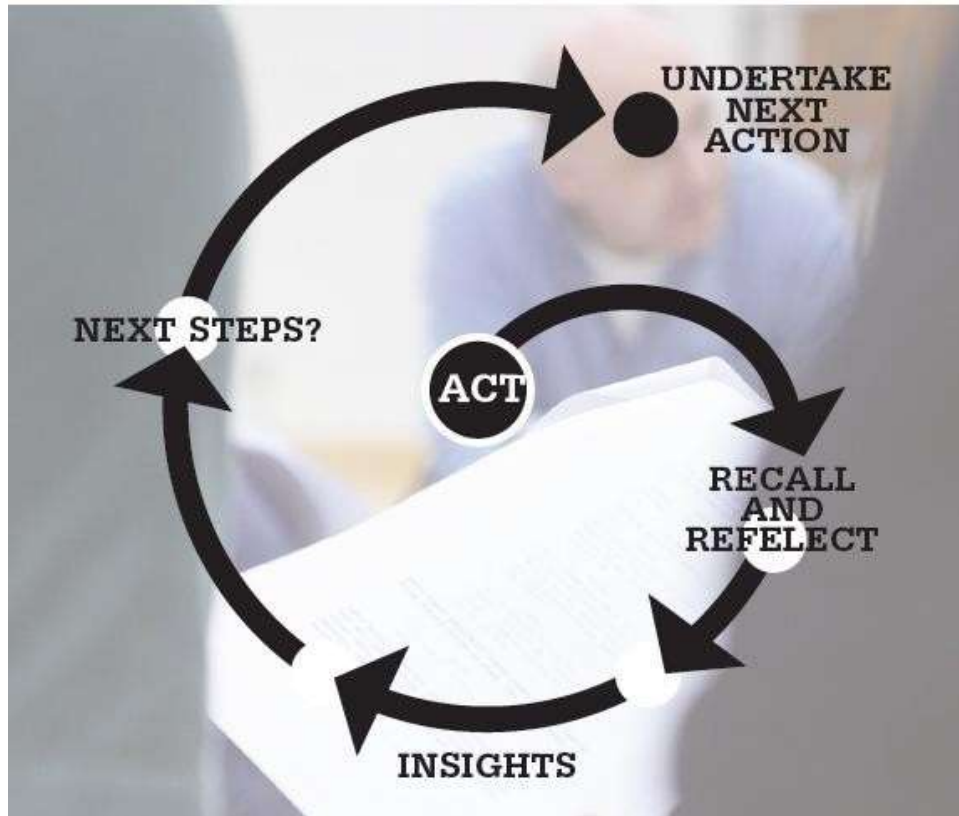 UNDERTAKE
NEXT
ACTION
NEXT STEPS?
ACT
RECALL
AND
REFELECT
INSIGHTS